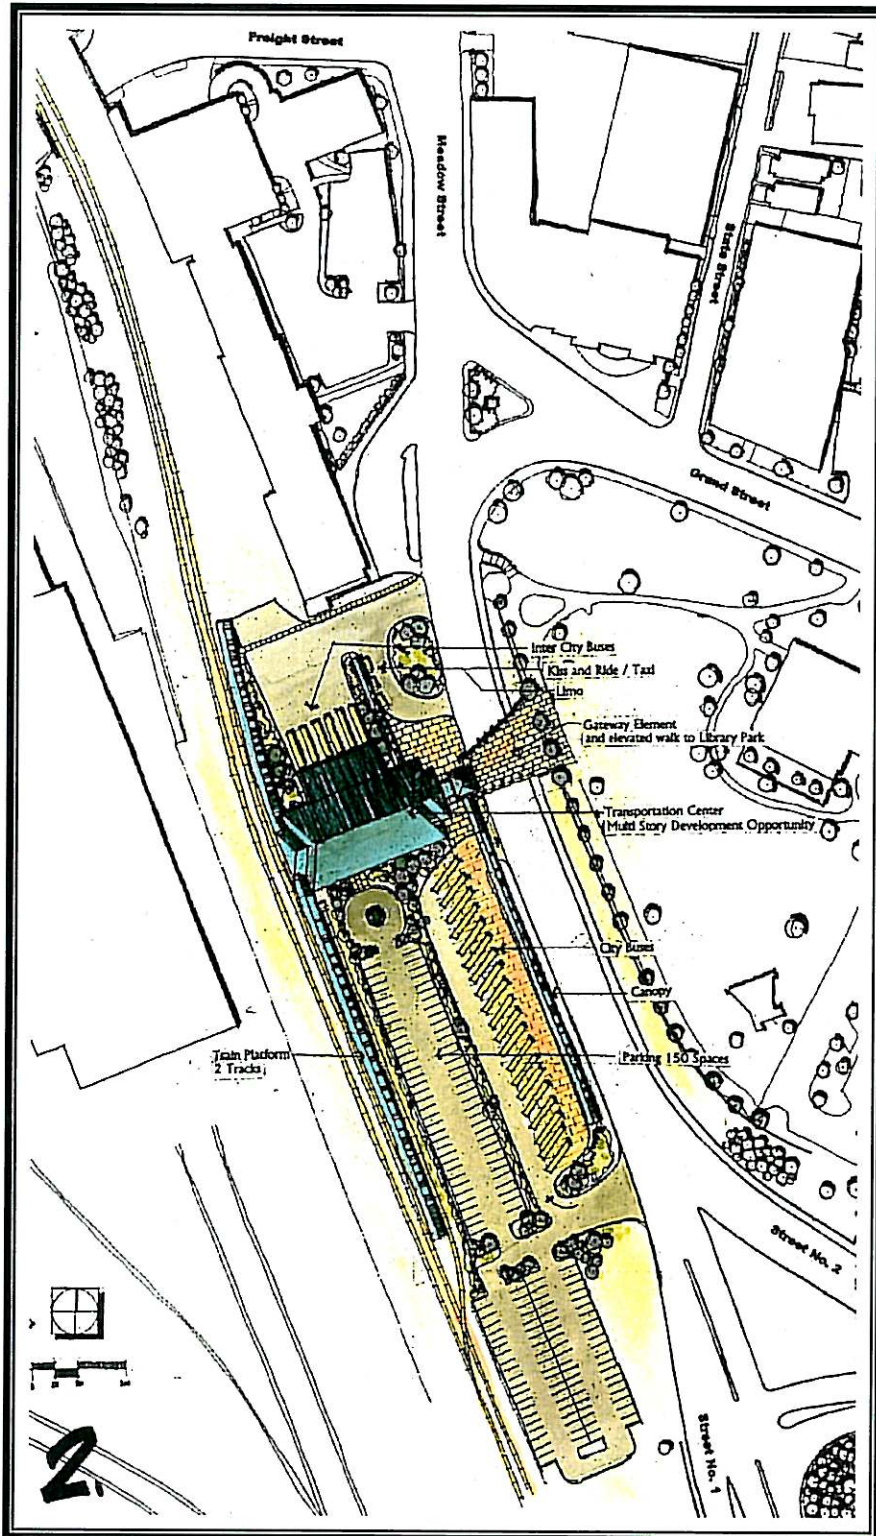 Freight Street
Meadow Street
State Street
Grand Street
Inter City Buses
Kiss and Ride / Taxi
Limo
Gateway Element
and elevated walk to Library Park
Transportation Center
Multi Story Development Opportunity
City Buses
Canopy
Train Platform
2 Tracks
Parking 150 Spaces
Street No. 2
Street No. 1
2